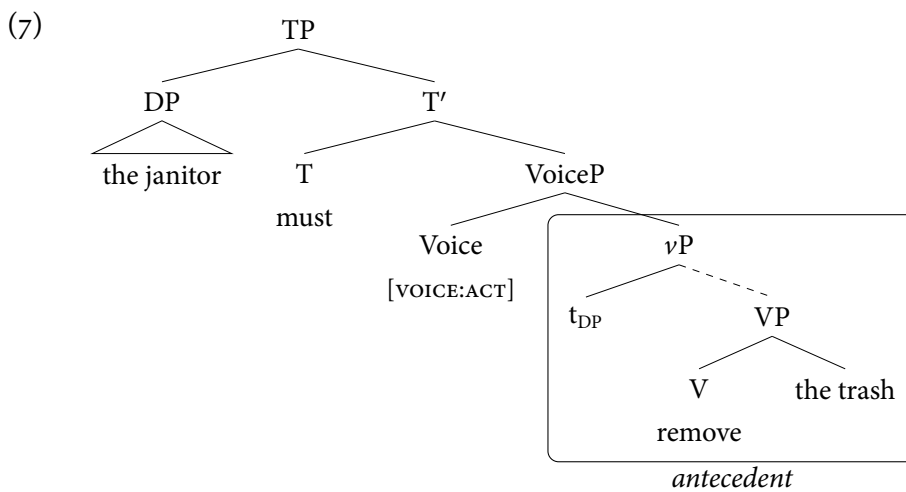 (7)
TP
DP T′
the janitor T VoiceP
must
Voice vP
[VOICE:ACT]
t_DP VP
V the trash
remove
antecedent